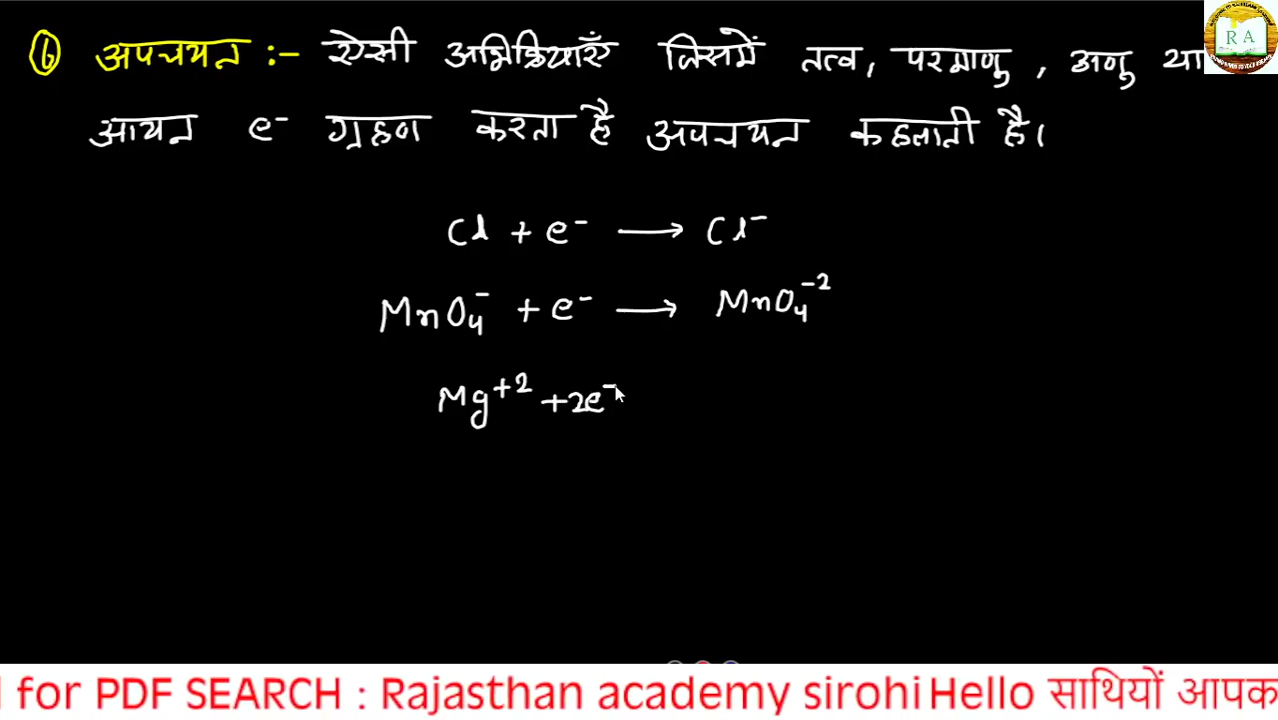 ⑥ अपचयन :- ऐसी अभिक्रियाएँ जिसमें तत्व, परमाणु, अणु या
आयन e⁻ ग्रहण करता है अपचयन कहलाती है।
Cl + e⁻ ⟶ Cl⁻
MnO₄⁻ + e⁻ ⟶ MnO₄⁻²
Mg⁺² + 2e⁻
RA
for PDF SEARCH : Rajasthan academy sirohi Hello साथियों आपक